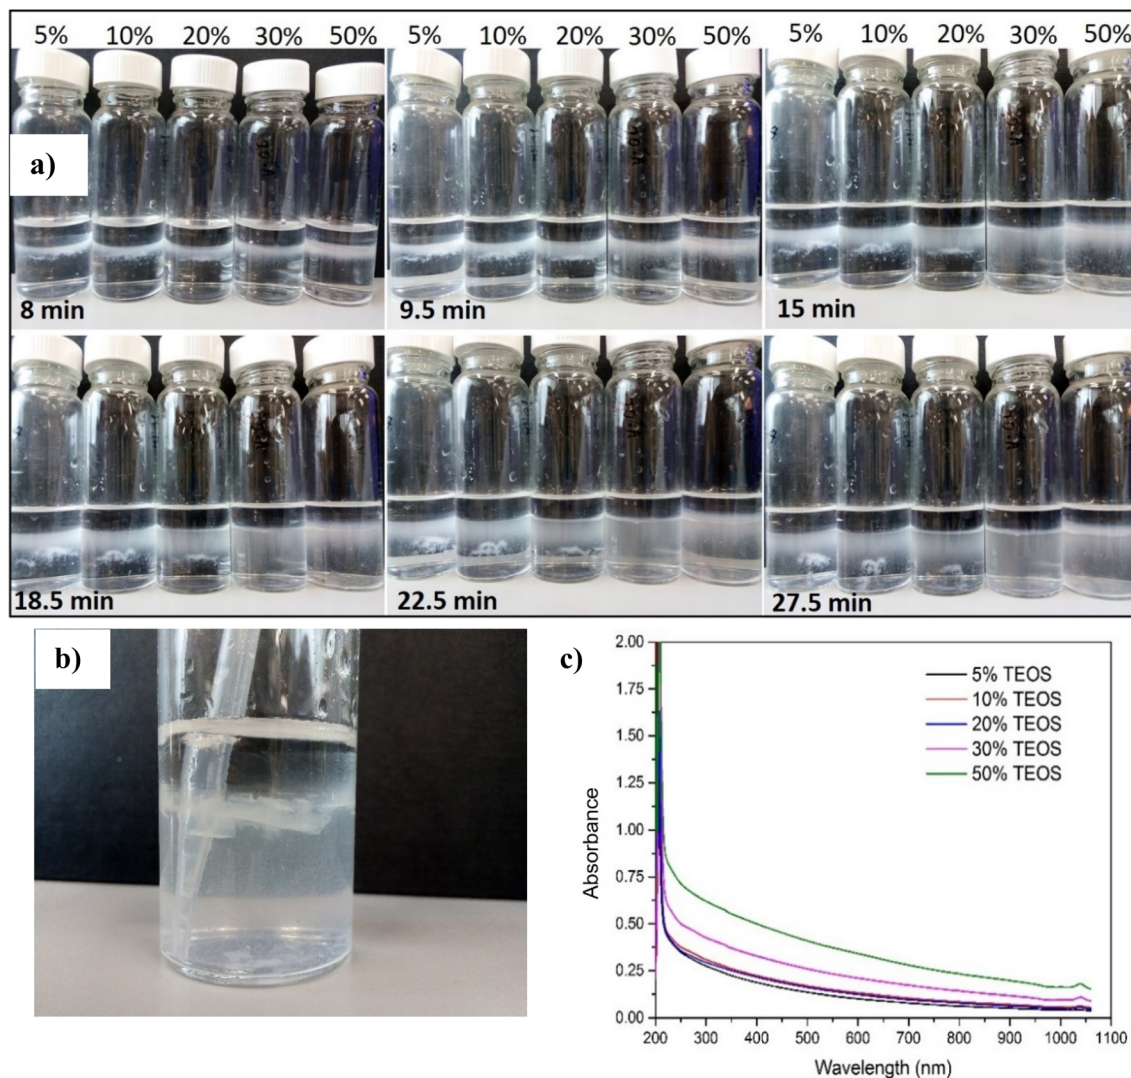 5% 10% 20% 30% 50% 5% 10% 20% 30% 50% 5% 10% 20% 30% 50%
a)
8 min 9.5 min 15 min
18.5 min 22.5 min 27.5 min
b)
c)
2.00
1.75
1.50
1.25
1.00
0.75
0.50
0.25
0.00
Absorbance
5% TEOS
10% TEOS
20% TEOS
30% TEOS
50% TEOS
200 300 400 500 600 700 800 900 1000 1100
Wavelength (nm)